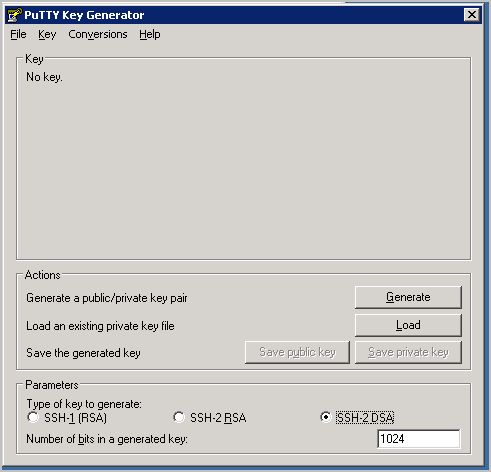 PuTTY Key Generator
File Key Conversions Help
Key
No key.
Actions
Generate a public/private key pair Generate
Load an existing private key file Load
Save the generated key Save public key Save private key
Parameters
Type of key to generate:
SSH-1 (RSA) SSH-2 RSA SSH-2 DSA
Number of bits in a generated key: 1024